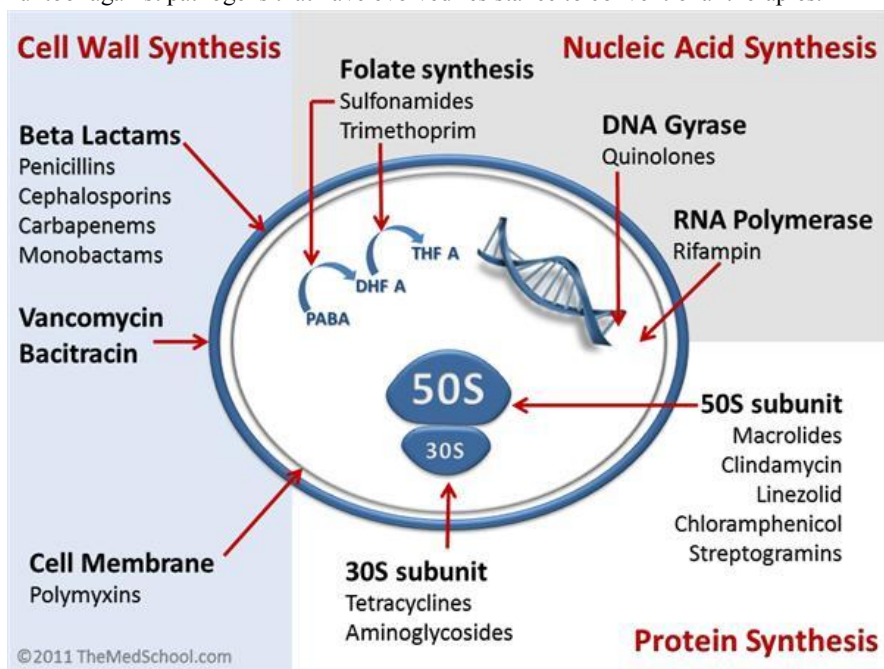 Cell Wall Synthesis
Nucleic Acid Synthesis
Folate synthesis
Sulfonamides
Trimethoprim
DNA Gyrase
Quinolones
Beta Lactams
Penicillins
Cephalosporins
Carbapenems
Monobactams
RNA Polymerase
Rifampin
THF A
DHF A
PABA
Vancomycin
Bacitracin
50S
30S
50S subunit
Macrolides
Clindamycin
Linezolid
Chloramphenicol
Streptogramins
Cell Membrane
Polymyxins
30S subunit
Tetracyclines
Aminoglycosides
Protein Synthesis
©2011 TheMedSchool.com